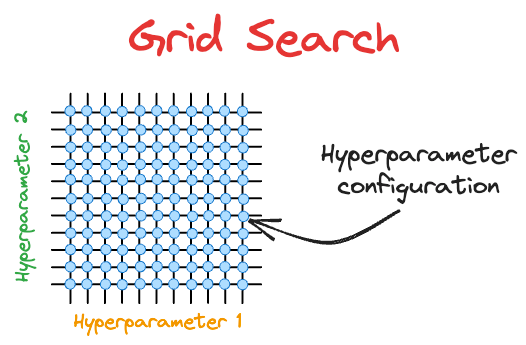 Grid Search
Hyperparameter 2
Hyperparameter
configuration
Hyperparameter 1